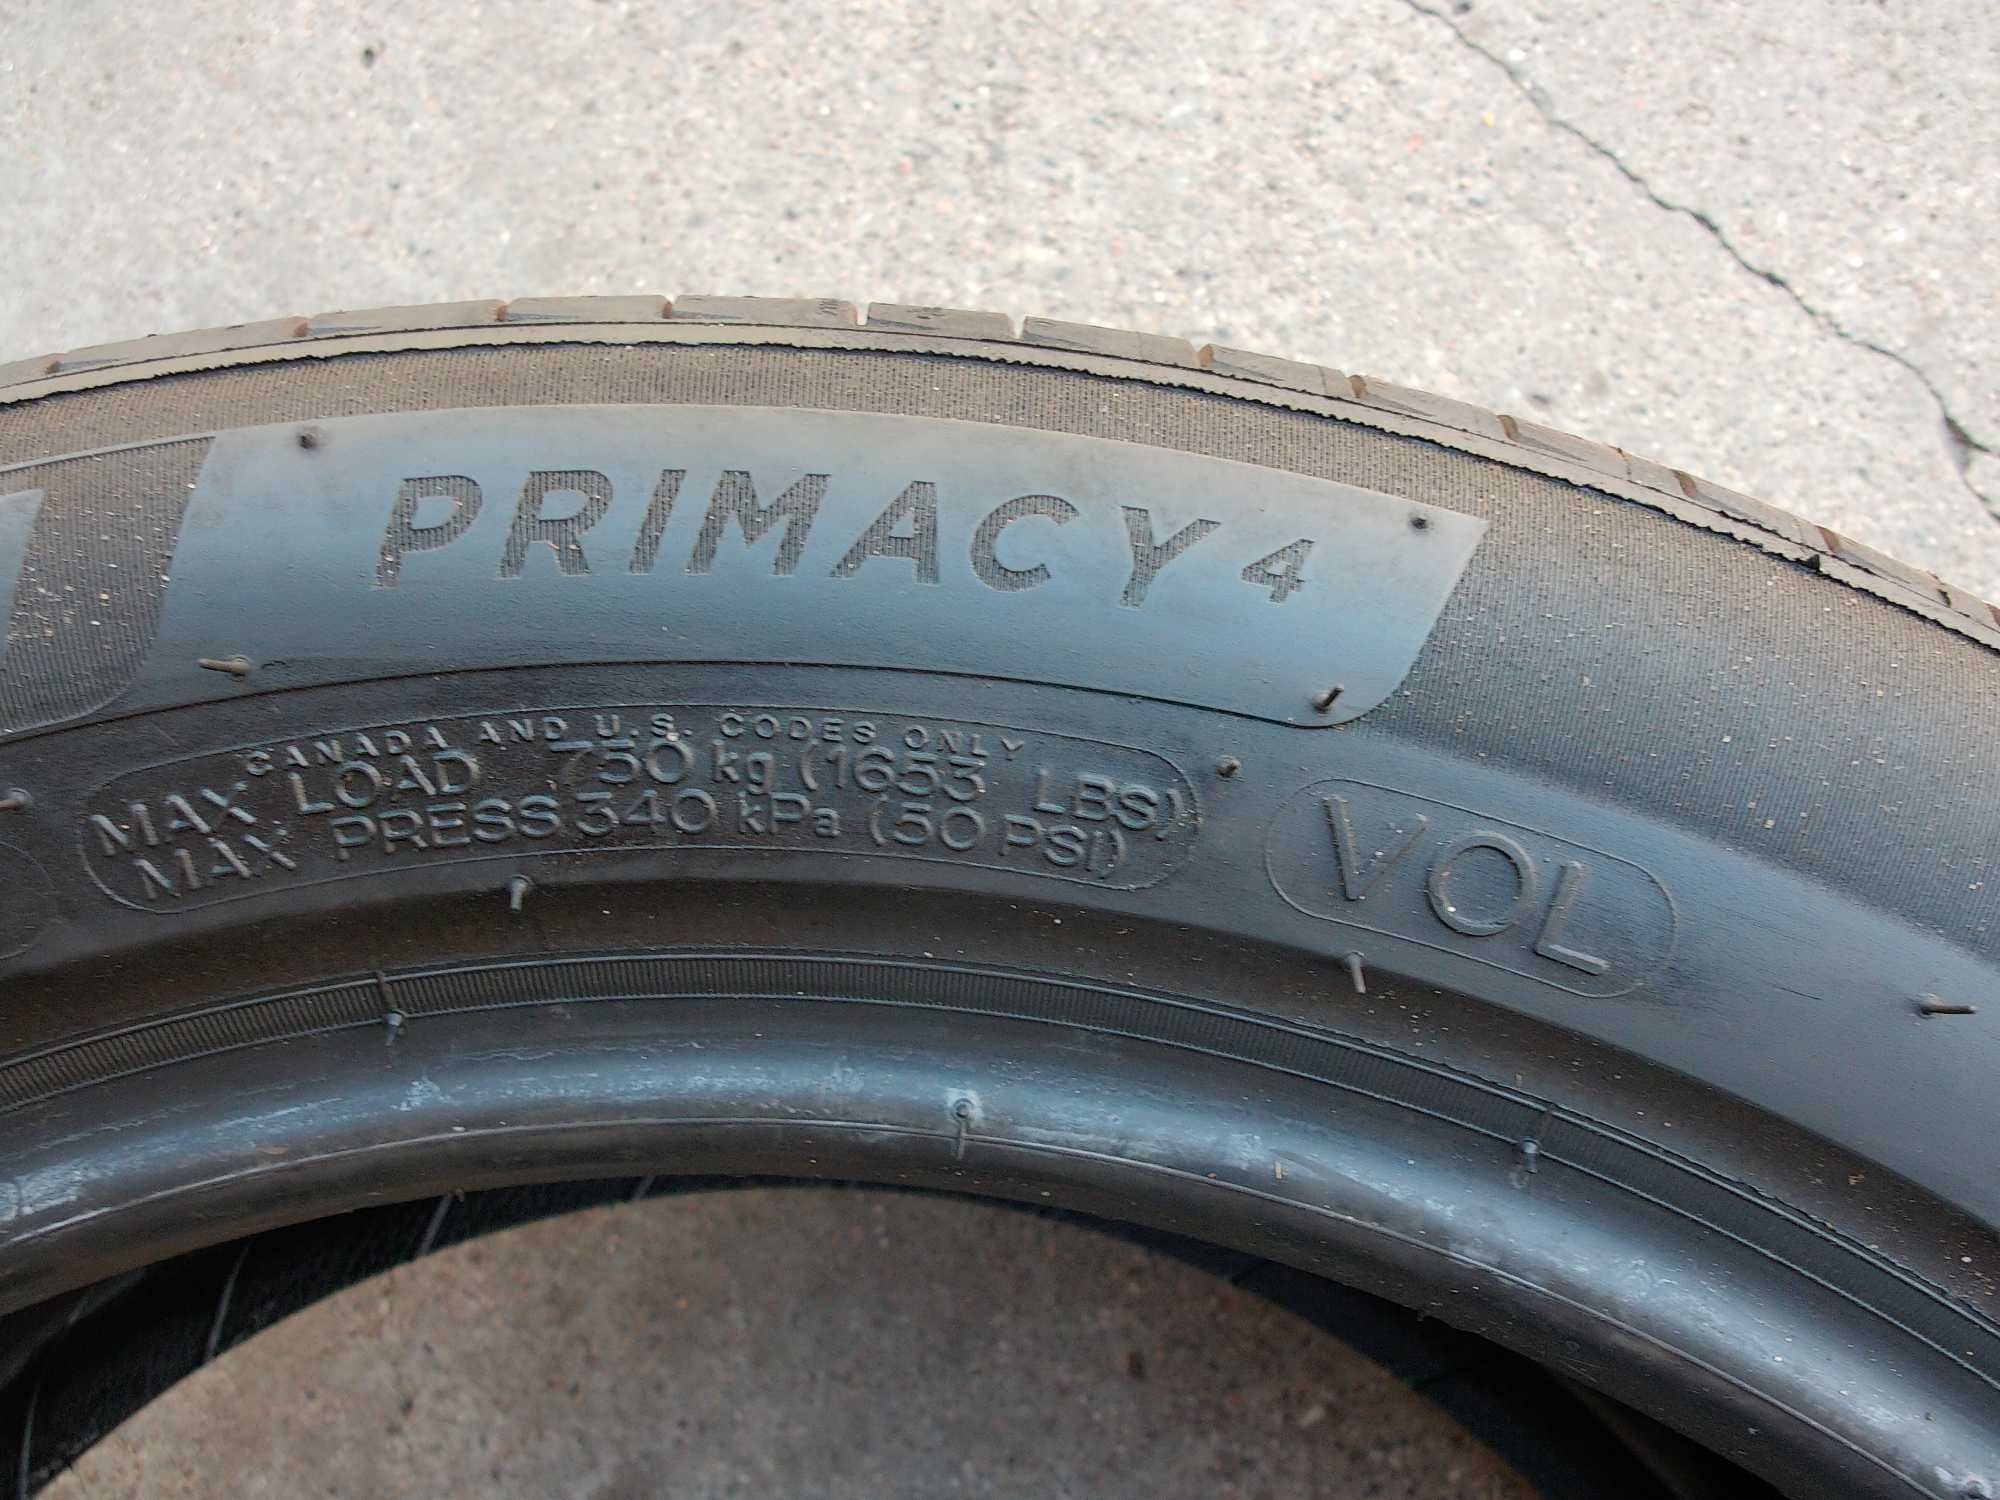 PRIMACY 4
CANADA AND U.S. CODES ONLY
MAX LOAD 750 kg (1653 LBS)
MAX PRESS 340 kPa (50 PSI)
VOL